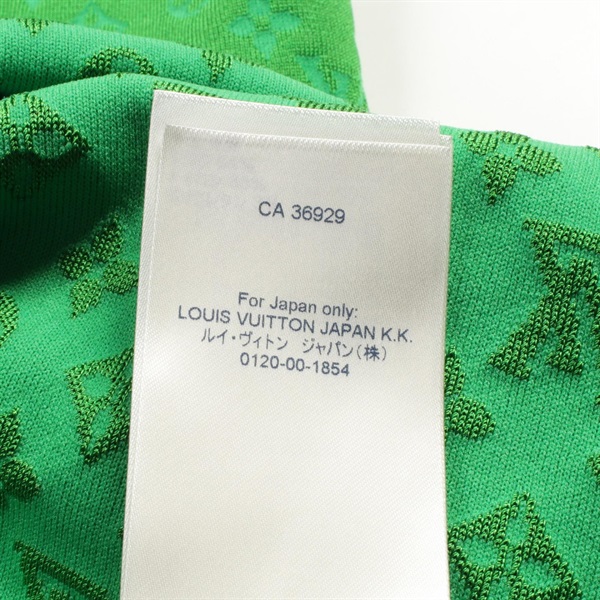 CA 36929
For Japan only:
LOUIS VUITTON JAPAN K.K.
ルイ・ヴィトン ジャパン(株)
0120-00-1854